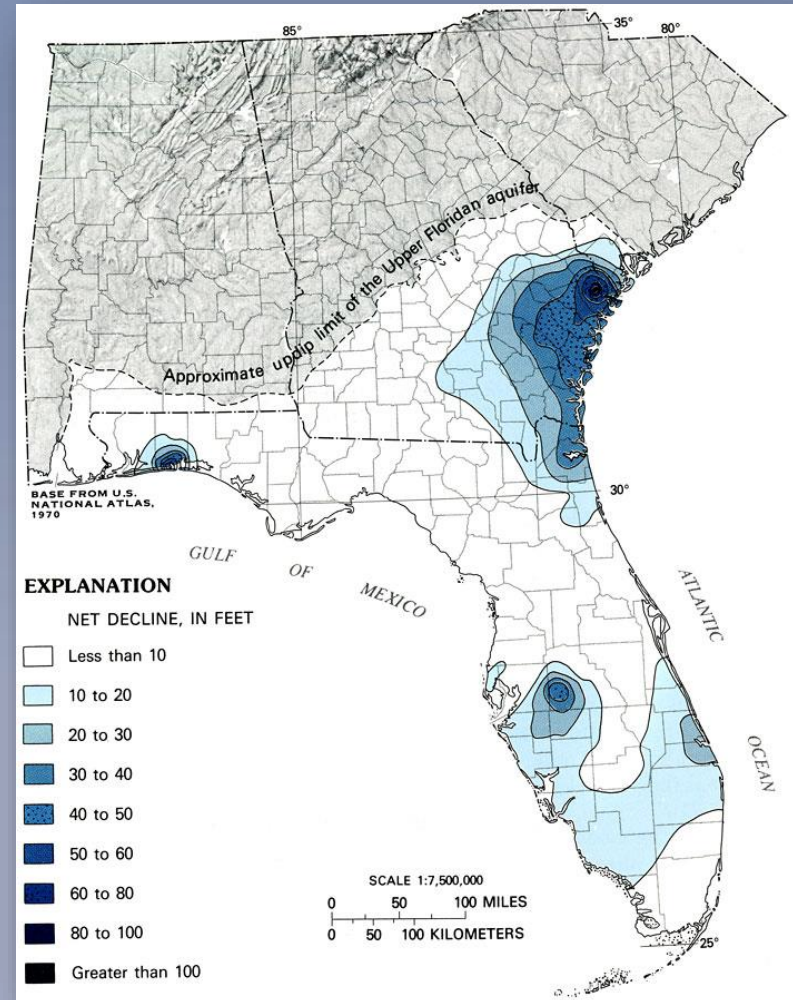 85°
35°
80°
Approximate updip limit of the Upper Floridan aquifer
BASE FROM U.S.
NATIONAL ATLAS,
1970
30°
GULF OF MEXICO
ATLANTIC
OCEAN
EXPLANATION
NET DECLINE, IN FEET
Less than 10
10 to 20
20 to 30
30 to 40
40 to 50
50 to 60
60 to 80
80 to 100
Greater than 100
SCALE 1:7,500,000
0 50 100 MILES
0 50 100 KILOMETERS
25°